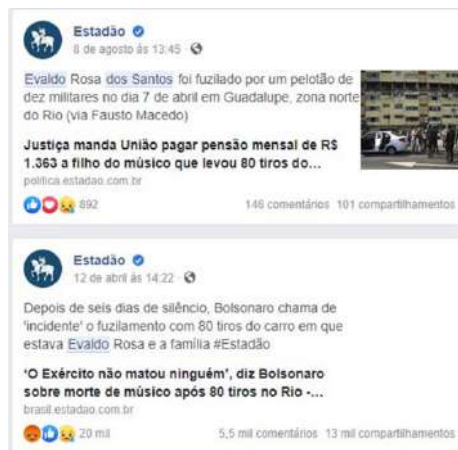 Estadão
8 de agosto às 13:45 ·
Evaldo Rosa dos Santos foi fuzilado por um pelotão de
dez militares no dia 7 de abril em Guadalupe, zona norte
do Rio (via Fausto Macedo)
Justiça manda União pagar pensão mensal de R$
1.363 a filho do músico que levou 80 tiros do...
politica.estadao.com.br
892
146 comentários 101 compartilhamentos
Estadão
12 de abril às 14:22 ·
Depois de seis dias de silêncio, Bolsonaro chama de
'incidente' o fuzilamento com 80 tiros do carro em que
estava Evaldo Rosa e a família #Estadão
‘O Exército não matou ninguém’, diz Bolsonaro
sobre morte de músico após 80 tiros no Rio -...
brasil.estadao.com.br
20 mil
5,5 mil comentários 13 mil compartilhamentos